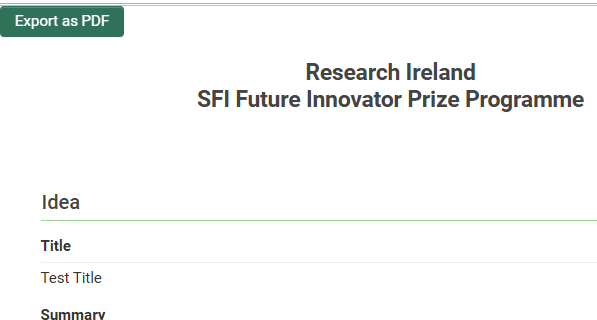 Export as PDF
Research Ireland
SFI Future Innovator Prize Programme
Idea
Title
Test Title
Summary